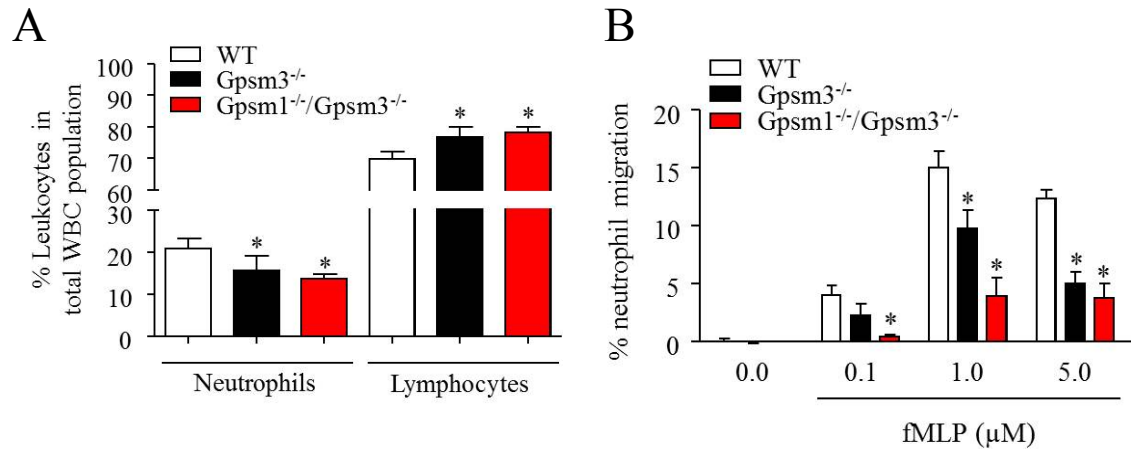 A
WT
Gpsm3-/-
Gpsm1-/-/Gpsm3-/-
% Leukocytes in
total WBC population
100
90
80
70
60
30
20
10
0
* * * *
Neutrophils Lymphocytes
B
WT
Gpsm3-/-
Gpsm1-/-/Gpsm3-/-
% neutrophil migration
20
15
10
5
0
* * * * *
0.0 0.1 1.0 5.0
fMLP (µM)